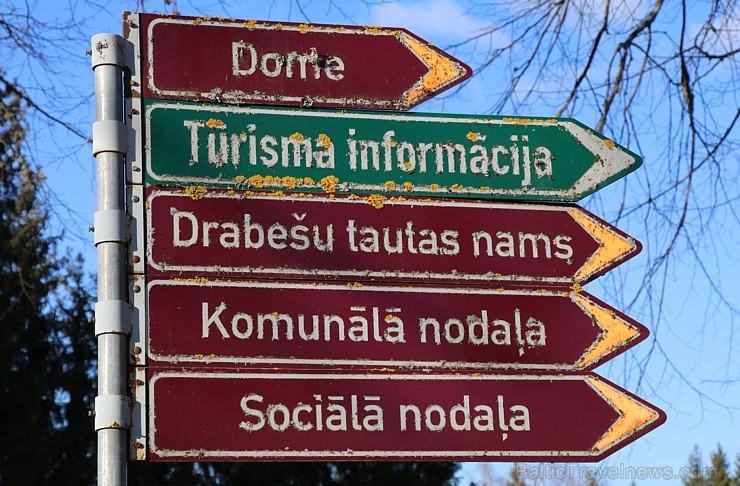 Dome
Tūrisma informācija
Drabešu tautas nams
Komunālā nodaļa
Sociālā nodaļa
BalticTravelnews.com